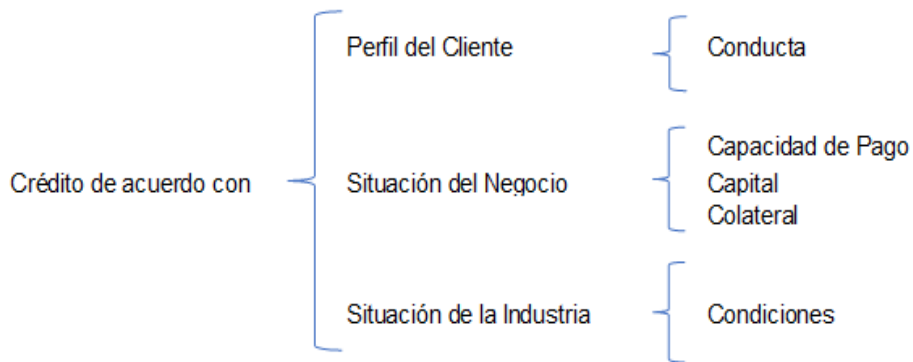 Perfil del Cliente
Conducta
Crédito de acuerdo con
Situación del Negocio
Capacidad de Pago
Capital
Colateral
Situación de la Industria
Condiciones